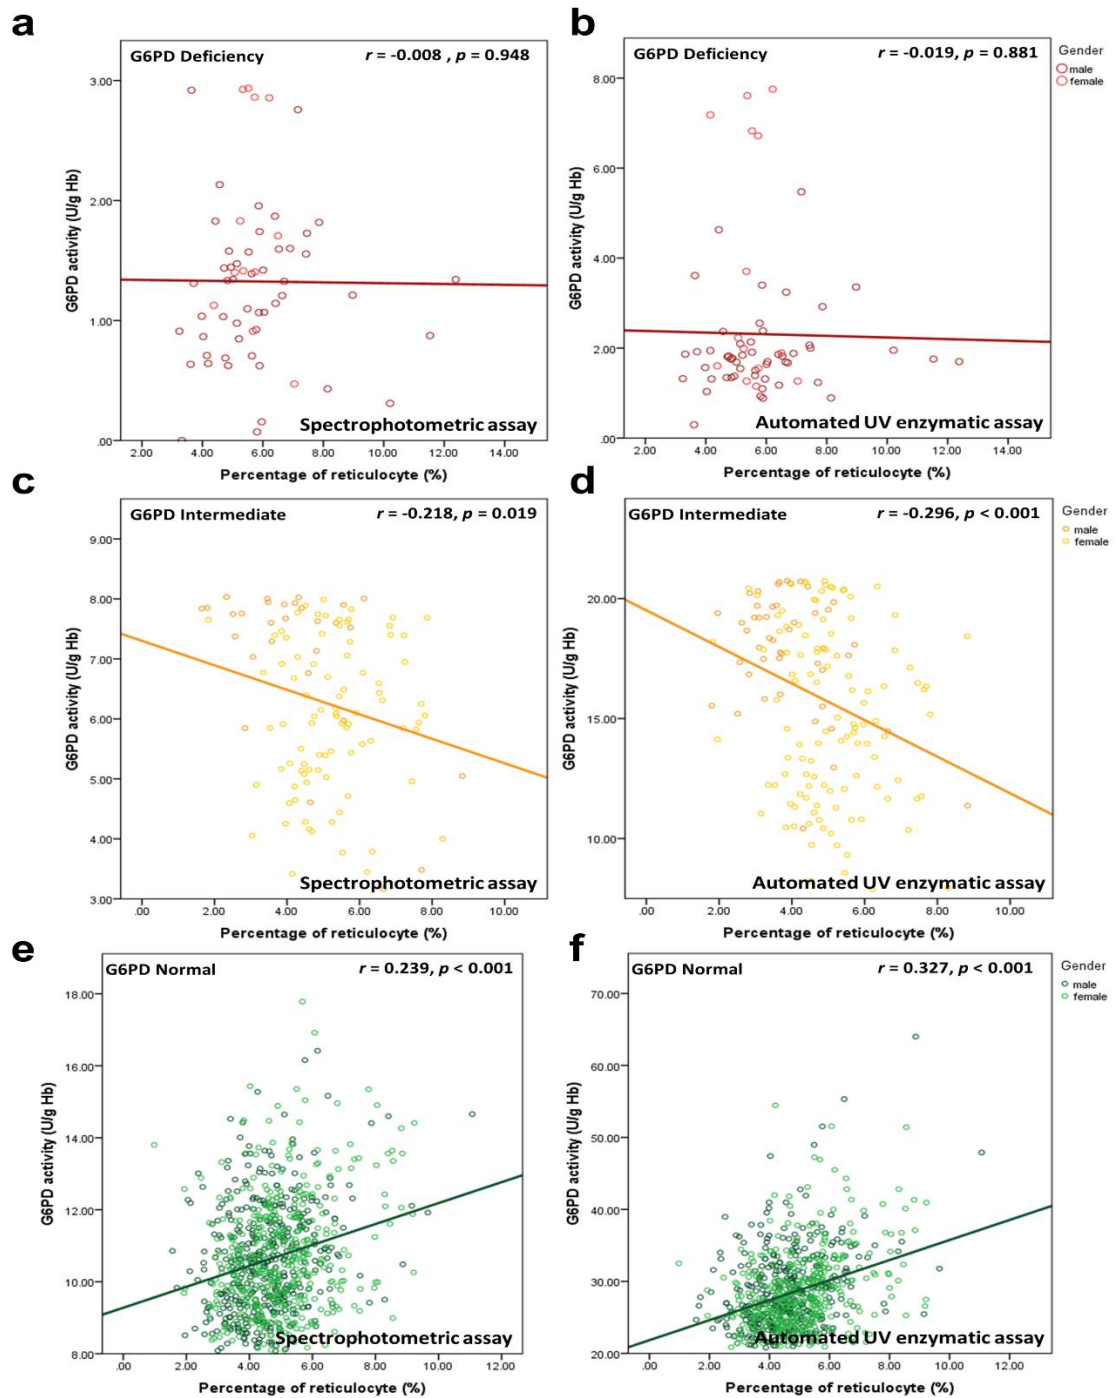 a
G6PD Deficiency
r = -0.008 , p = 0.948
3.00
2.00
1.00
.00
G6PD activity (U/g Hb)
Spectrophotometric assay
2.00 4.00 6.00 8.00 10.00 12.00 14.00
Percentage of reticulocyte (%)
b
G6PD Deficiency
r = -0.019, p = 0.881
8.00
6.00
4.00
2.00
.00
G6PD activity (U/g Hb)
Automated UV enzymatic assay
2.00 4.00 6.00 8.00 10.00 12.00 14.00
Percentage of reticulocyte (%)
Gender
male
female
c
G6PD Intermediate
r = -0.218, p = 0.019
9.00
8.00
7.00
6.00
5.00
4.00
3.00
G6PD activity (U/g Hb)
Spectrophotometric assay
.00 2.00 4.00 6.00 8.00 10.00
Percentage of reticulocyte (%)
d
G6PD Intermediate
r = -0.296, p < 0.001
20.00
15.00
10.00
G6PD activity (U/g Hb)
Automated UV enzymatic assay
.00 2.00 4.00 6.00 8.00 10.00
Percentage of reticulocyte (%)
Gender
male
female
e
G6PD Normal
r = 0.239, p < 0.001
18.00
16.00
14.00
12.00
10.00
8.00
G6PD activity (U/g Hb)
Spectrophotometric assay
.00 2.00 4.00 6.00 8.00 10.00 12.00
Percentage of reticulocyte (%)
f
G6PD Normal
r = 0.327, p < 0.001
70.00
60.00
50.00
40.00
30.00
20.00
G6PD activity (U/g Hb)
Automated UV enzymatic assay
.00 2.00 4.00 6.00 8.00 10.00 12.00
Percentage of reticulocyte (%)
Gender
male
female